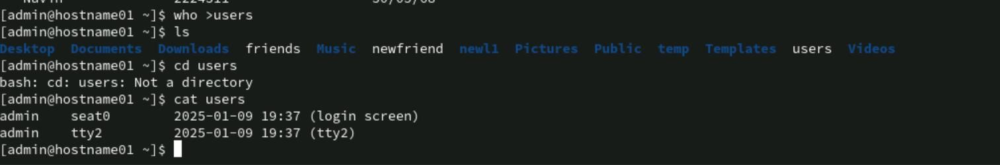 [admin@hostname01 ~]$ who >users
[admin@hostname01 ~]$ ls
Desktop  Documents  Downloads  friends  Music  newfriend  newl1  Pictures  Public  temp  Templates  users  Videos
[admin@hostname01 ~]$ cd users
bash: cd: users: Not a directory
[admin@hostname01 ~]$ cat users
admin    seat0        2025-01-09 19:37 (login screen)
admin    tty2         2025-01-09 19:37 (tty2)
[admin@hostname01 ~]$